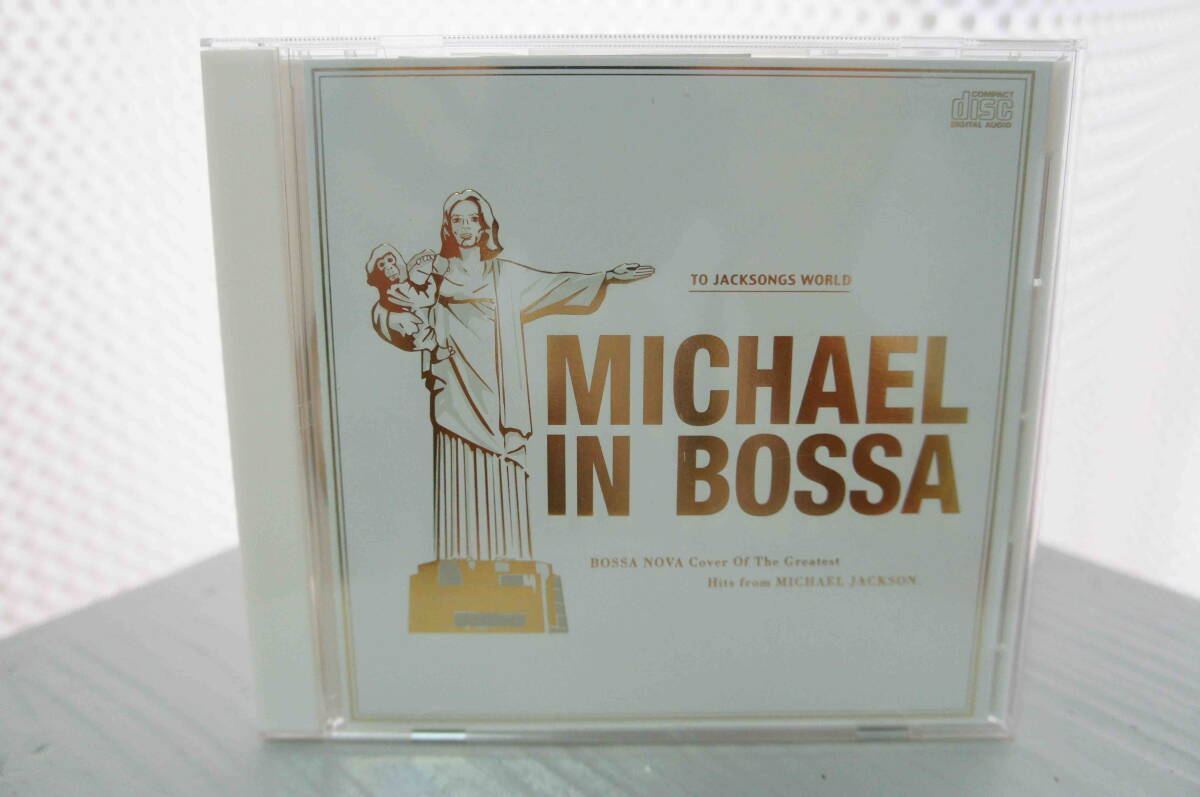 COMPACT
disc
DIGITAL AUDIO
TO JACKSONGS WORLD
MICHAEL
IN BOSSA
BOSSA NOVA Cover Of The Greatest
Hits from MICHAEL JACKSON.